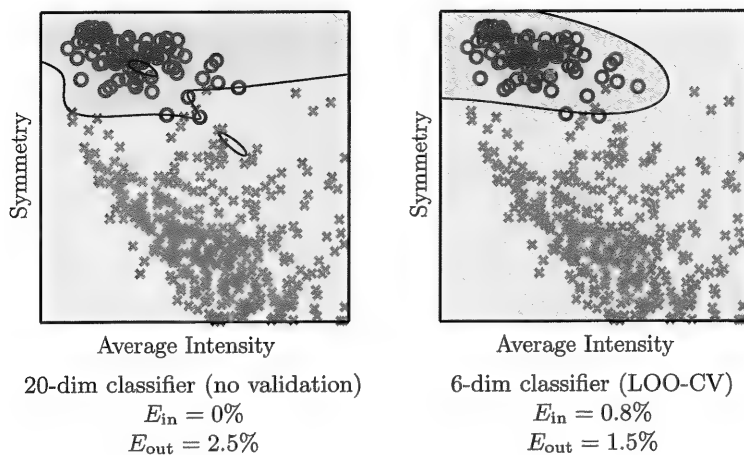 Symmetry
Average Intensity
20-dim classifier (no validation)
E_in = 0%
E_out = 2.5%
Symmetry
Average Intensity
6-dim classifier (LOO-CV)
E_in = 0.8%
E_out = 1.5%